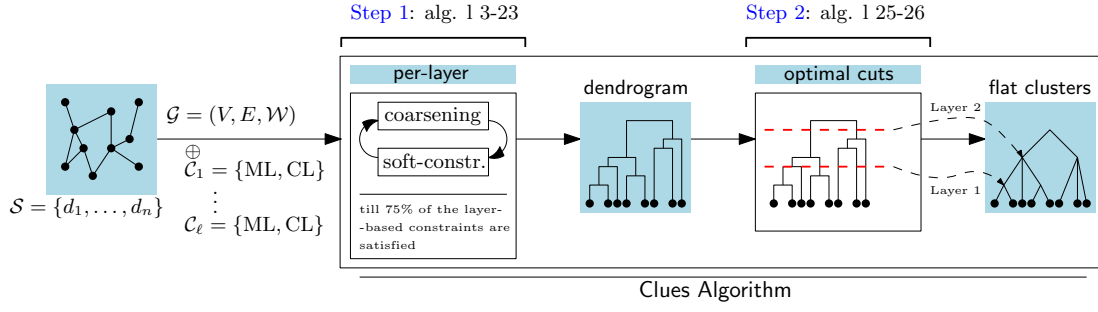 Step 1: alg. l 3-23
Step 2: alg. l 25-26
per-layer
optimal cuts
dendrogram
flat clusters
𝒢 = (V, E, 𝒲)
coarsening
Layer 2
⊕
𝒞₁ = {ML, CL}
soft-constr.
Layer 1
⋮
𝒮 = {d₁, . . . , dₙ}
𝒞ℓ = {ML, CL}
till 75% of the layer-
-based constraints are
satisfied
Clues Algorithm